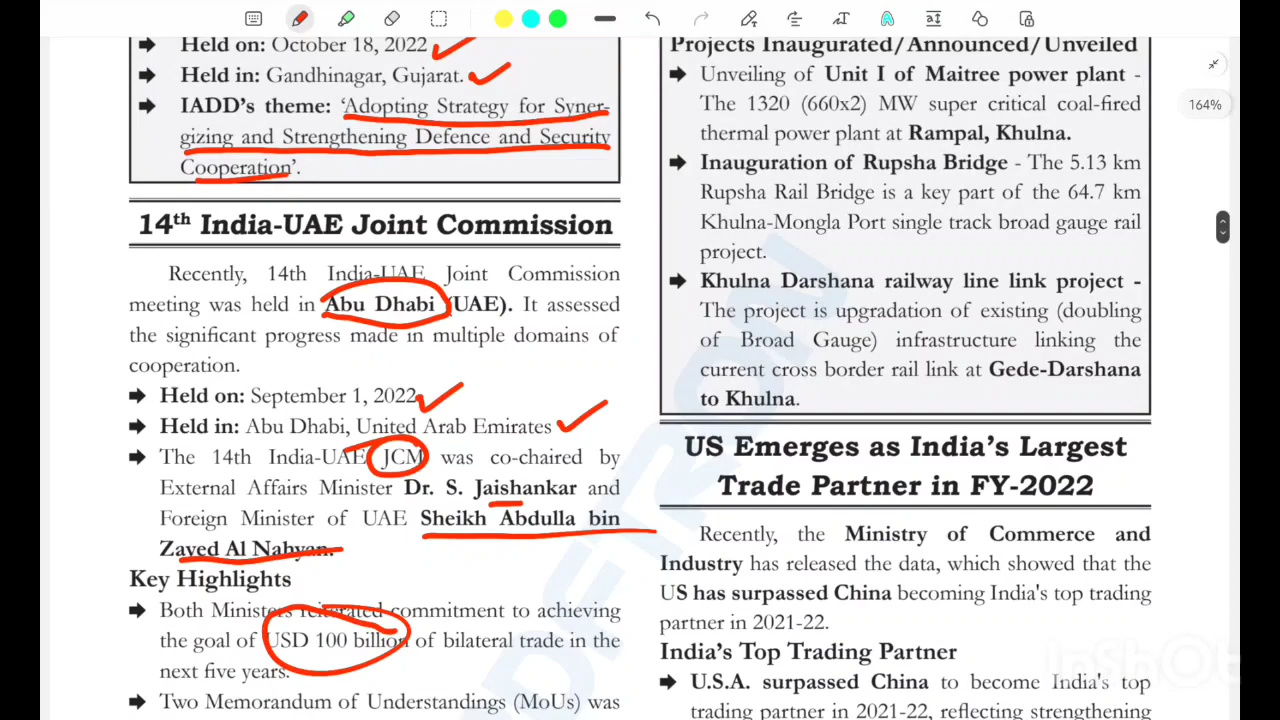 164%
➔ Held on: October 18, 2022
➔ Held in: Gandhinagar, Gujarat.
➔ IADD's theme: 'Adopting Strategy for Syner-
gizing and Strengthening Defence and Security
Cooperation'.
14th India-UAE Joint Commission
Recently, 14th India-UAE Joint Commission
meeting was held in Abu Dhabi (UAE). It assessed
the significant progress made in multiple domains of
cooperation.
➔ Held on: September 1, 2022
➔ Held in: Abu Dhabi, United Arab Emirates
➔ The 14th India-UAE JCM was co-chaired by
External Affairs Minister Dr. S. Jaishankar and
Foreign Minister of UAE Sheikh Abdulla bin
Zayed Al Nahyan.
Key Highlights
➔ Both Ministers reiterated commitment to achieving
the goal of USD 100 billion of bilateral trade in the
next five years.
➔ Two Memorandum of Understandings (MoUs) was
Projects Inaugurated/Announced/Unveiled
➔ Unveiling of Unit I of Maitree power plant -
The 1320 (660x2) MW super critical coal-fired
thermal power plant at Rampal, Khulna.
➔ Inauguration of Rupsha Bridge - The 5.13 km
Rupsha Rail Bridge is a key part of the 64.7 km
Khulna-Mongla Port single track broad gauge rail
project.
➔ Khulna Darshana railway line link project -
The project is upgradation of existing (doubling
of Broad Gauge) infrastructure linking the
current cross border rail link at Gede-Darshana
to Khulna.
US Emerges as India's Largest
Trade Partner in FY-2022
Recently, the Ministry of Commerce and
Industry has released the data, which showed that the
US has surpassed China becoming India's top trading
partner in 2021-22.
India's Top Trading Partner
➔ U.S.A. surpassed China to become India's top
trading partner in 2021-22, reflecting strengthening
InShOt